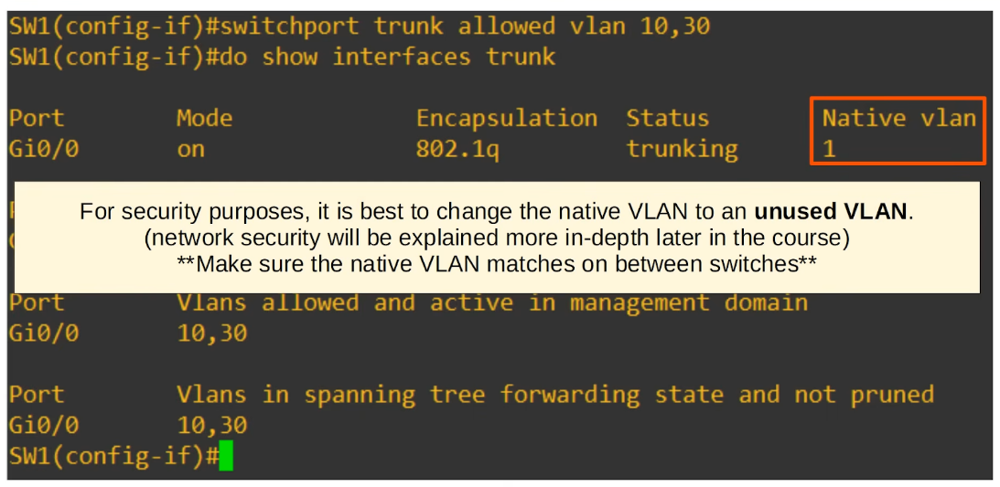 SW1(config-if)#switchport trunk allowed vlan 10,30
SW1(config-if)#do show interfaces trunk
Port Mode Encapsulation Status Native vlan
Gi0/0 on 802.1q trunking 1
For security purposes, it is best to change the native VLAN to an unused VLAN.
(network security will be explained more in-depth later in the course)
**Make sure the native VLAN matches on between switches**
Port Vlans allowed and active in management domain
Gi0/0 10,30
Port Vlans in spanning tree forwarding state and not pruned
Gi0/0 10,30
SW1(config-if)#